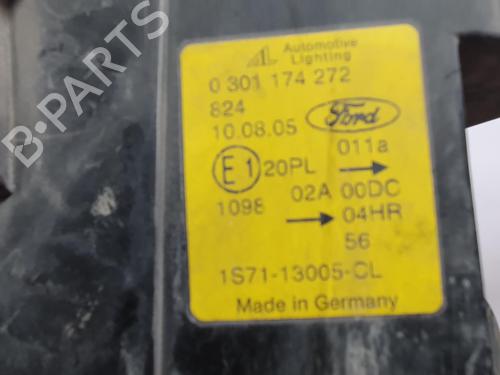 AL Automotive Lighting
0 301 174 272
824
10.08.05
Ford
011a
E1 20PL →
02A 00DC
1098 → 04HR
56
1S71-13005-CL
Made in Germany
B-PARTS